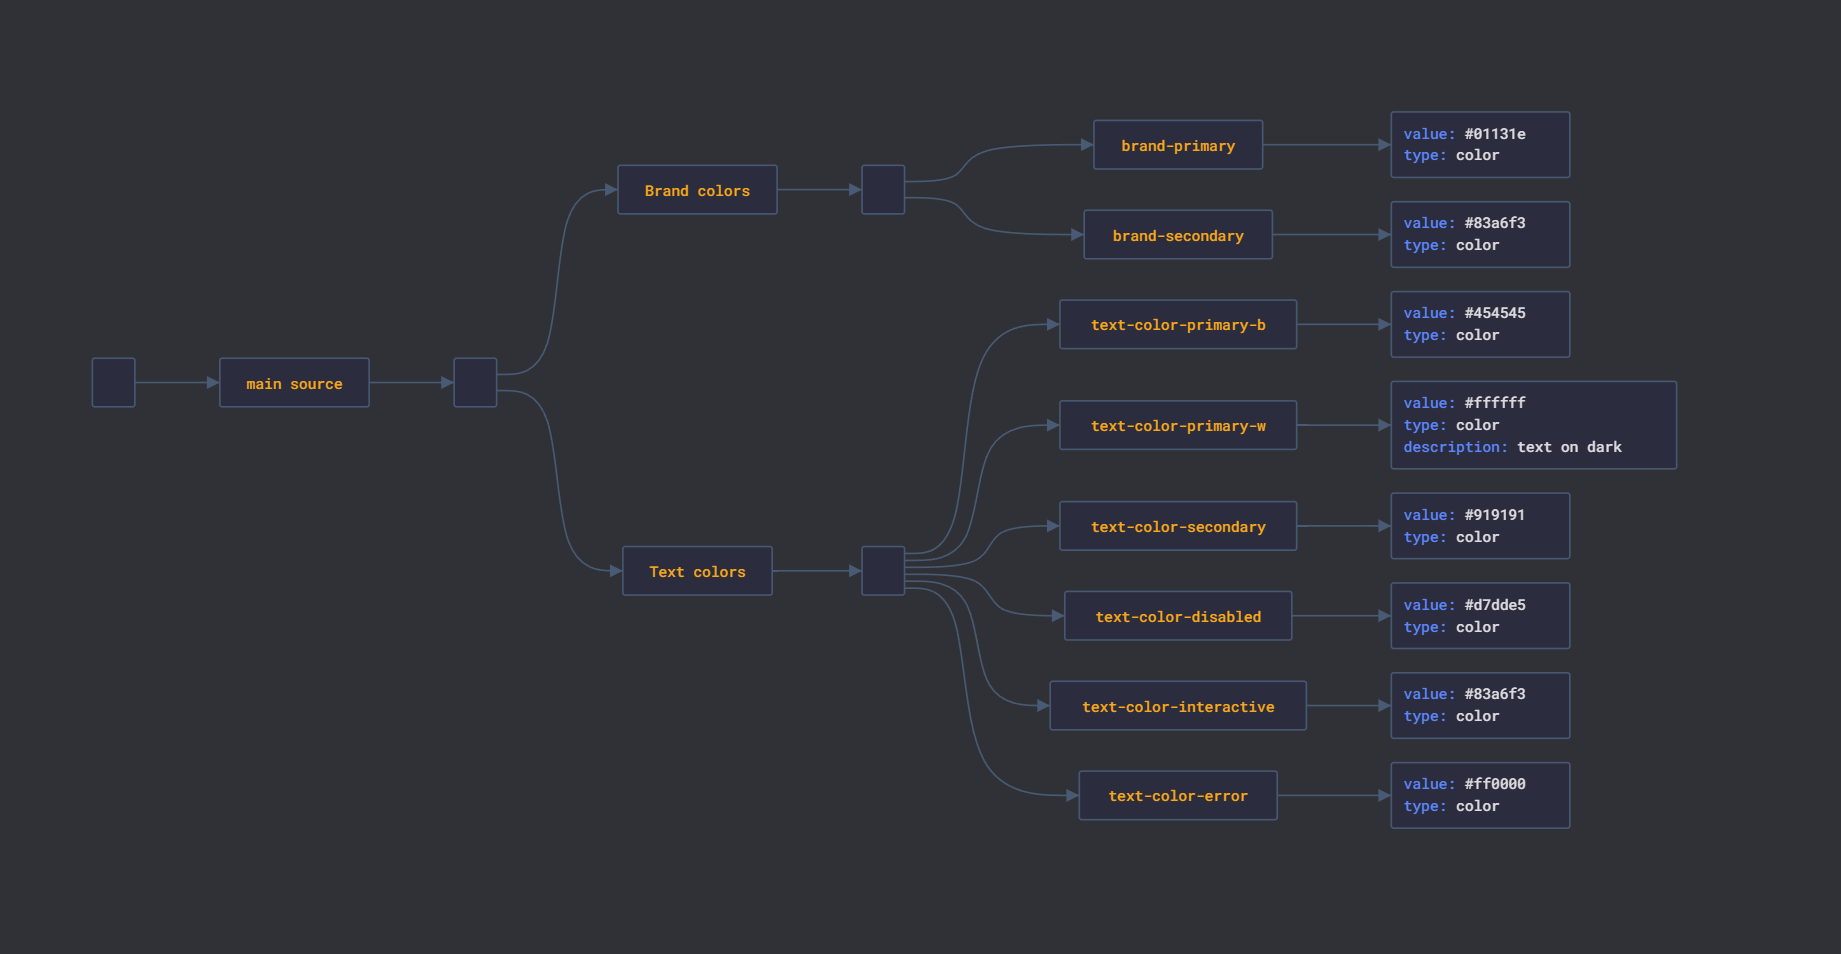 main source
Brand colors
brand-primary
value: #01131e
type: color
brand-secondary
value: #83a6f3
type: color
Text colors
text-color-primary-b
value: #454545
type: color
text-color-primary-w
value: #ffffff
type: color
description: text on dark
text-color-secondary
value: #919191
type: color
text-color-disabled
value: #d7dde5
type: color
text-color-interactive
value: #83a6f3
type: color
text-color-error
value: #ff0000
type: color